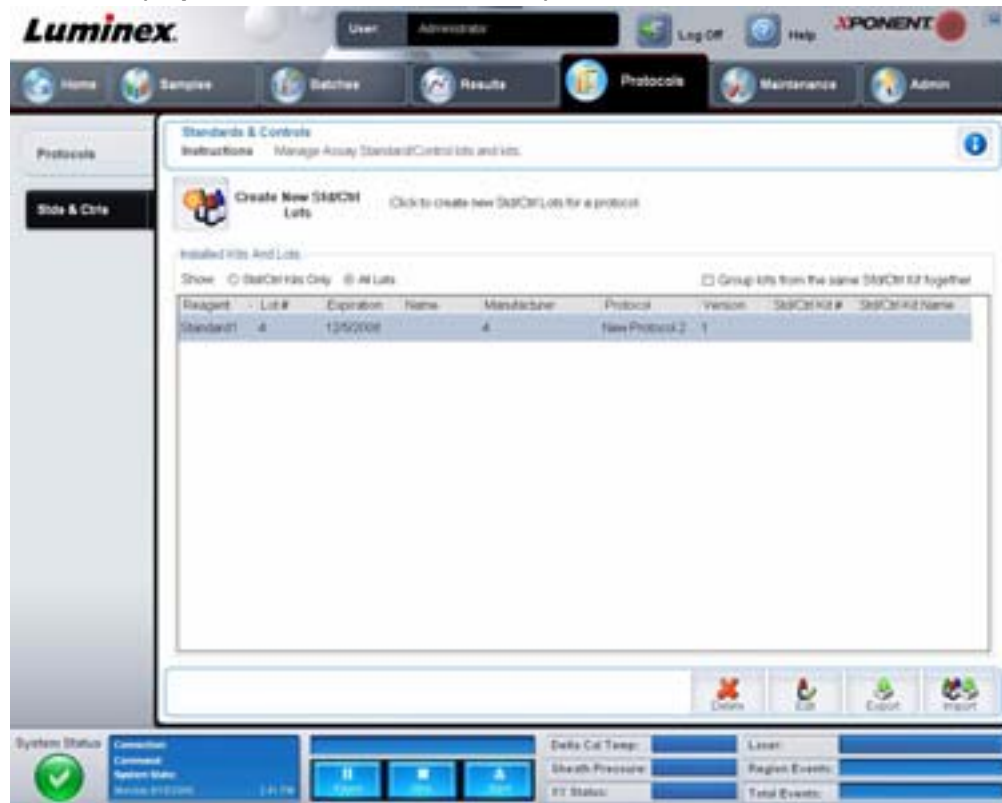 Luminex.
User: Administrator
Log Off
Help
XPONENT
Home
Samples
Batches
Results
Protocols
Maintenance
Admin
Protocols
Stds & Ctrls
Standards & Controls
Instructions Manage Assay Standard/Control lots and kits.
Create New Std/Ctrl Lots
Click to create new Std/Ctrl Lots for a protocol
Installed Kits And Lots
Show Std/Ctrl Kits Only All Lots
Group lots from the same Std/Ctrl Kit together
Reagent Lot # Expiration Name Manufacturer Protocol Version Std/Ctrl Kit # Std/Ctrl Kit Name
Standard1 4 12/5/2008 4 New Protocol 2 1
Delete
Edit
Export
Import
System Status
Connection:
Command:
System State:
Delta Cal Temp:
Sheath Pressure:
XY Status:
Laser:
Region Events:
Total Events: